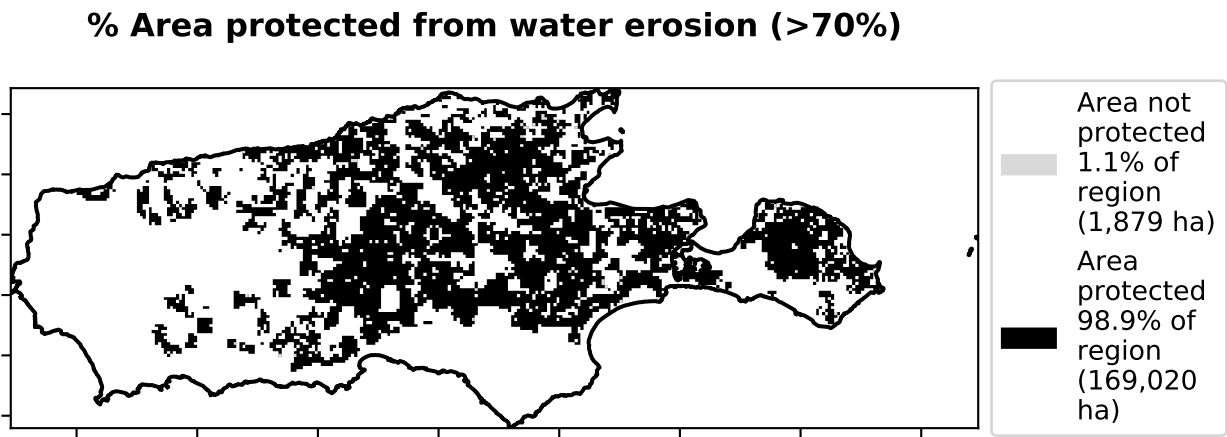 % Area protected from water erosion (>70%)
Area not
protected
1.1% of
region
(1,879 ha)
Area
protected
98.9% of
region
(169,020
ha)